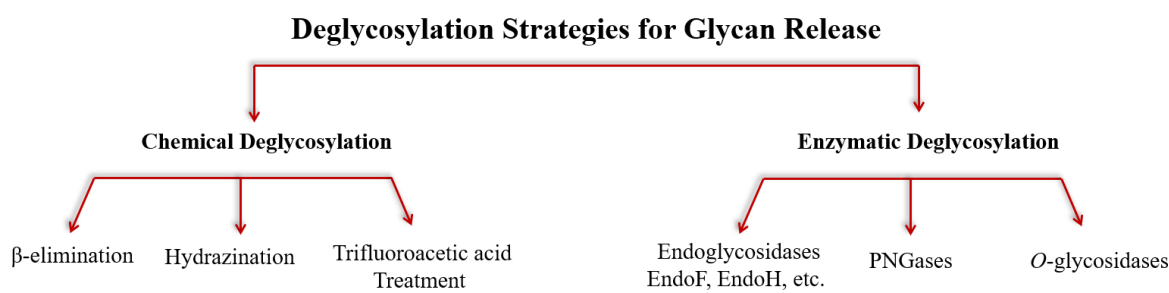 Deglycosylation Strategies for Glycan Release
Chemical Deglycosylation
Enzymatic Deglycosylation
β-elimination
Hydrazination
Trifluoroacetic acid
Treatment
Endoglycosidases
EndoF, EndoH, etc.
PNGases
O-glycosidases